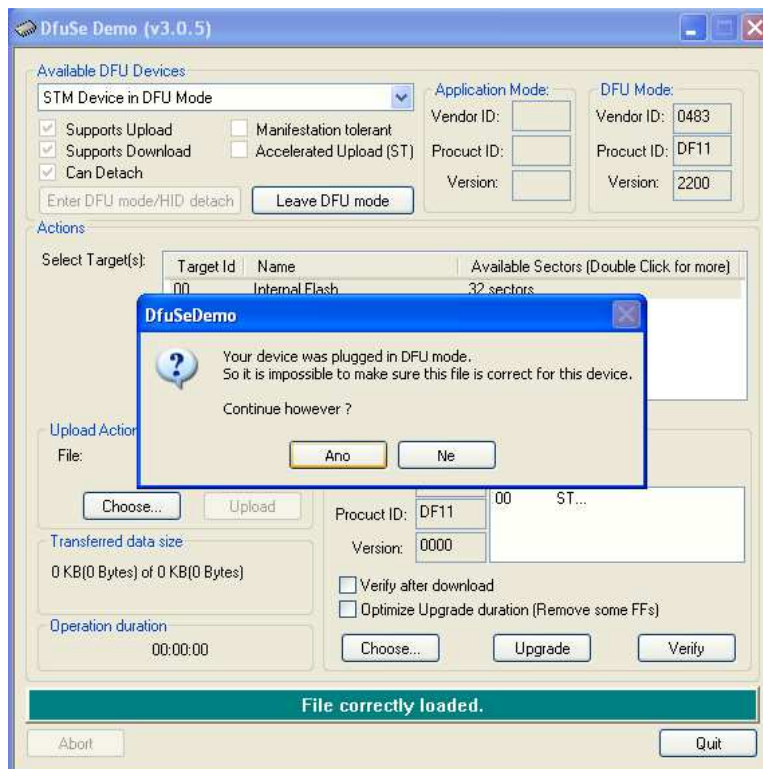 DfuSe Demo (v3.0.5)
Available DFU Devices
STM Device in DFU Mode
Supports Upload
Manifestation tolerant
Supports Download
Accelerated Upload (ST)
Can Detach
Enter DFU mode/HID detach
Leave DFU mode
Application Mode:
Vendor ID:
Procuct ID:
Version:
DFU Mode:
Vendor ID: 0483
Procuct ID: DF11
Version: 2200
Actions
Select Target(s):
Target Id Name Available Sectors (Double Click for more)
00 Internal Flash 32 sectors
DfuSeDemo
Your device was plugged in DFU mode.
So it is impossible to make sure this file is correct for this device.
Continue however ?
Ano Ne
Upload Action
File:
Choose... Upload
Transferred data size
0 KB(0 Bytes) of 0 KB(0 Bytes)
Operation duration
00:00:00
Procuct ID: DF11
Version: 0000
00 ST...
Verify after download
Optimize Upgrade duration (Remove some FFs)
Choose... Upgrade Verify
File correctly loaded.
Abort Quit